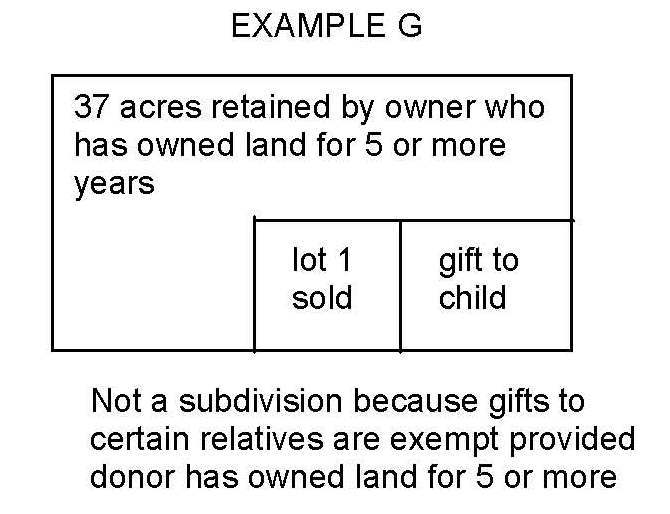 EXAMPLE G
37 acres retained by owner who
has owned land for 5 or more
years
lot 1
sold
gift to
child
Not a subdivision because gifts to
certain relatives are exempt provided
donor has owned land for 5 or more